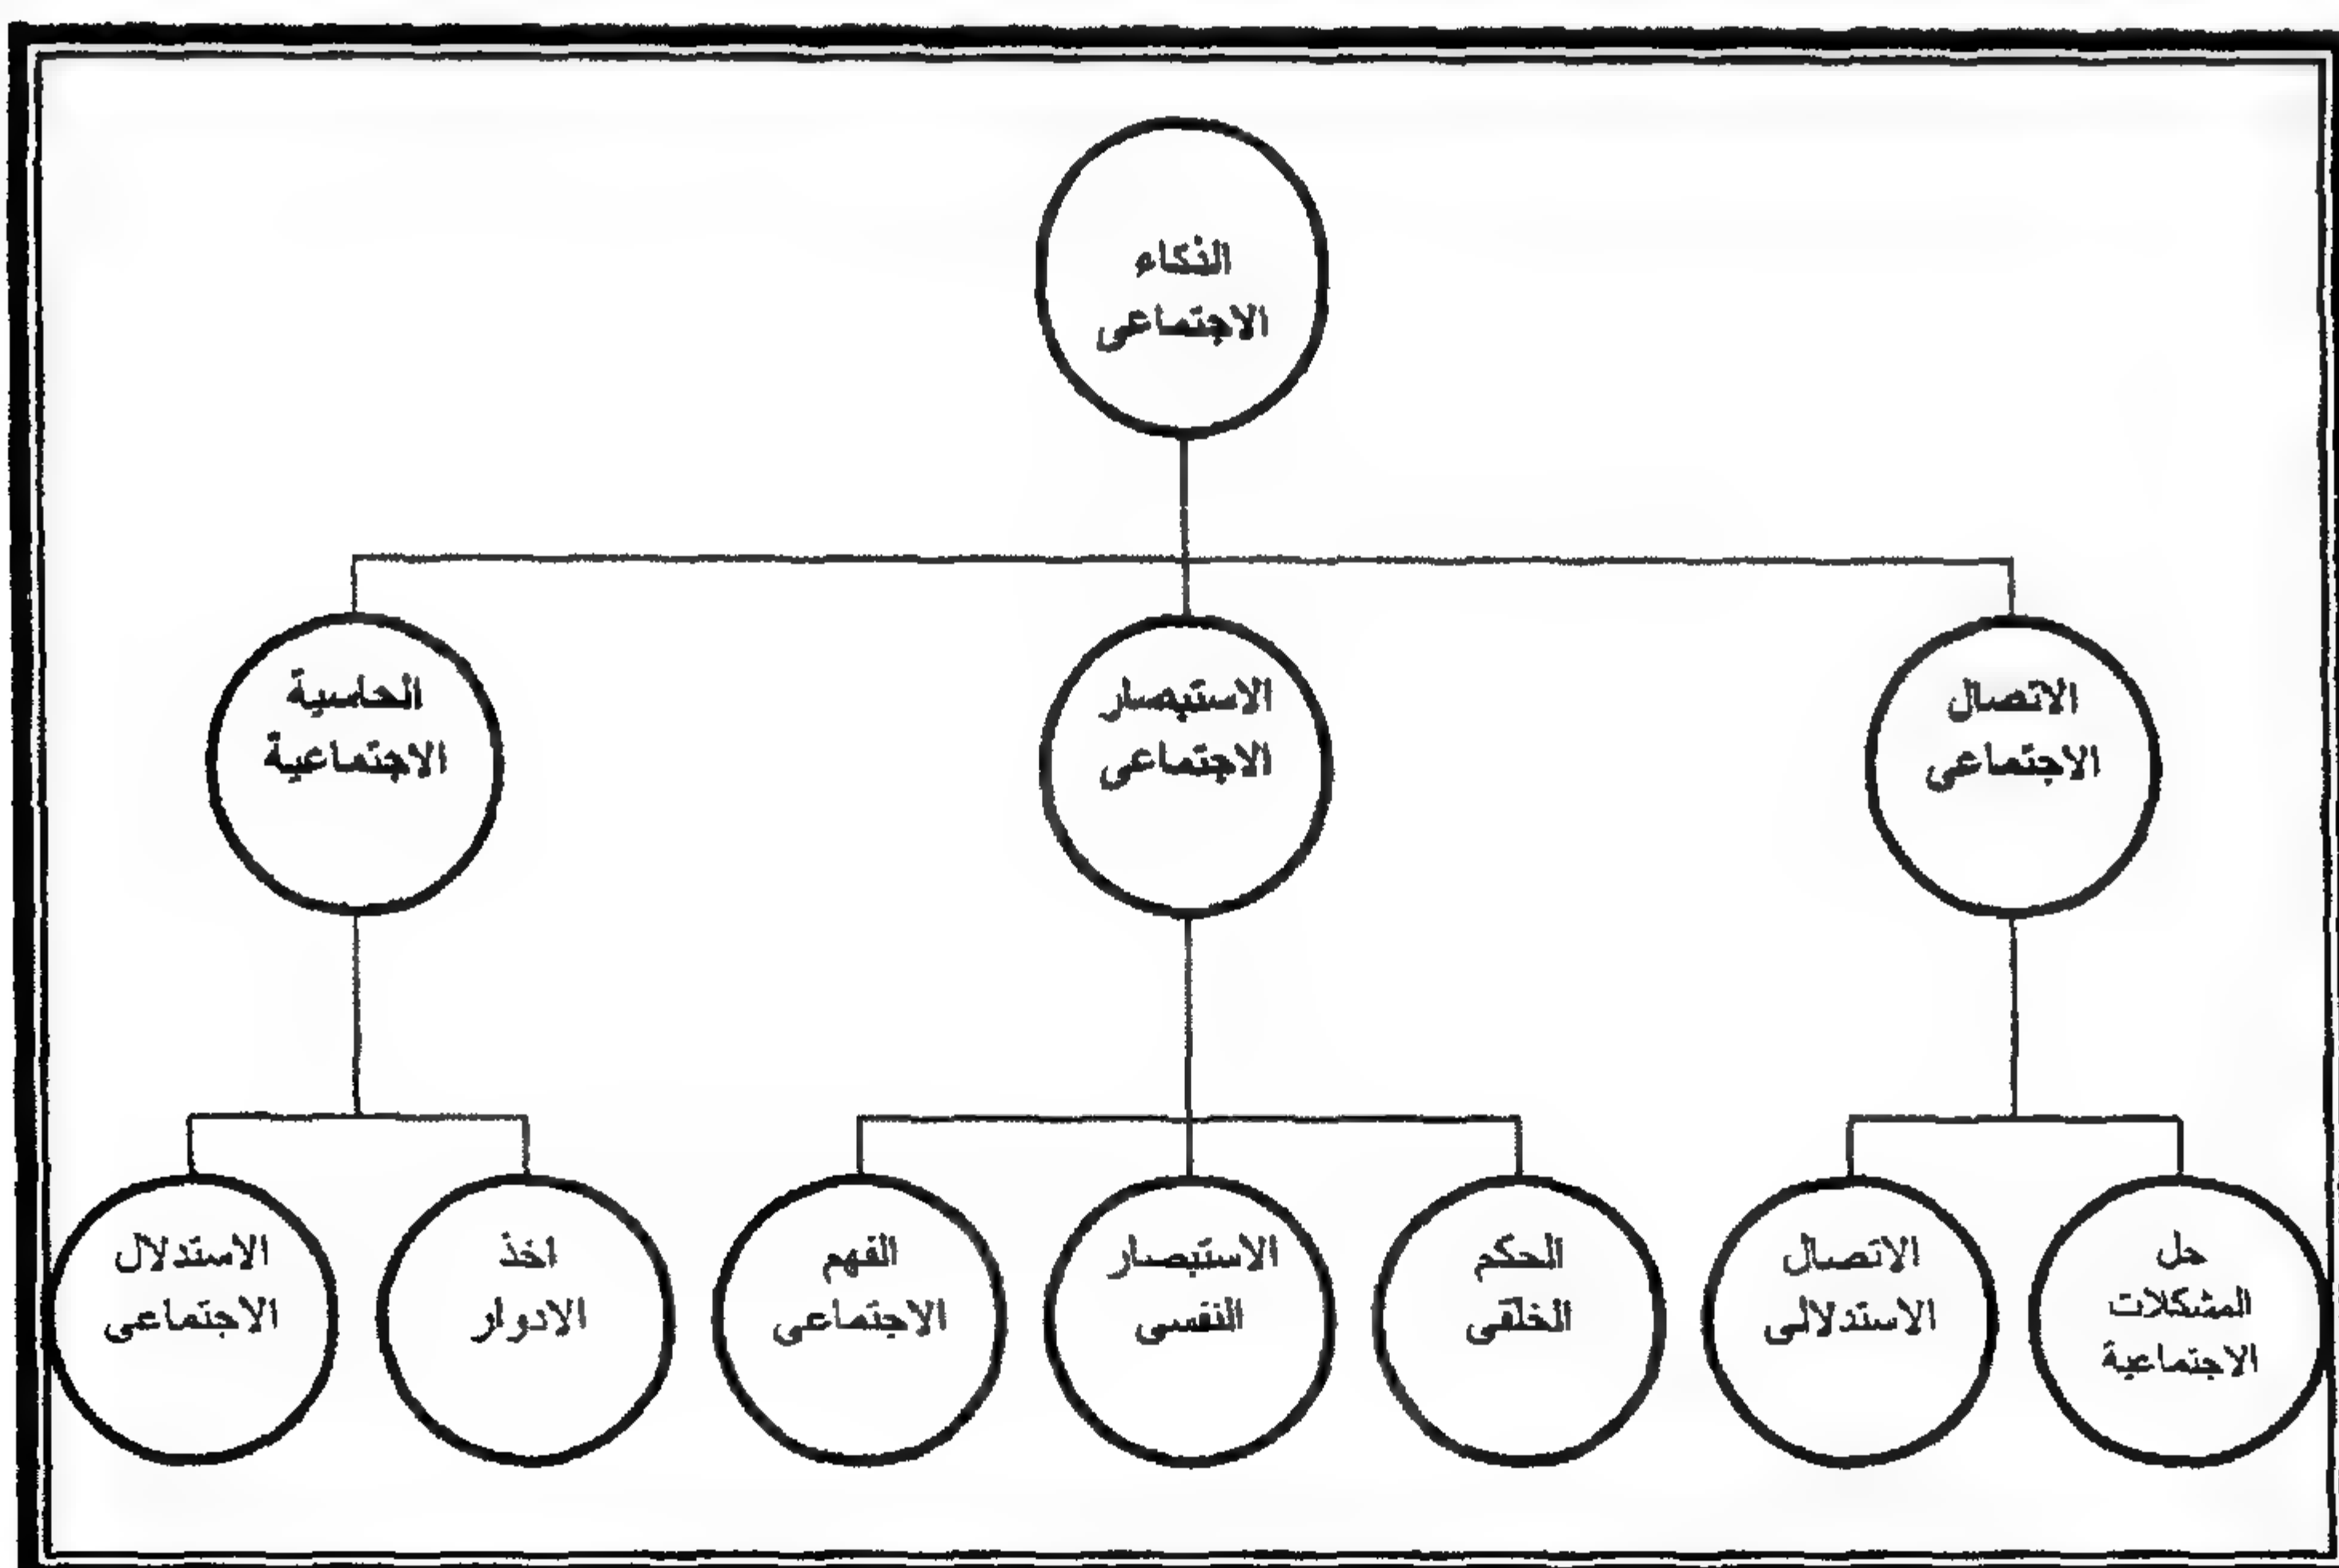 الذكاء
الاجتماعى
الاتصال
الاجتماعى
الاستبصار
الاجتماعى
الحاسية
الاجتماعية
حل
المشكلات
الاجتماعية
الاتصال
الاستدلالى
الحكم
الخلقى
الاستبصار
النفسى
الفهم
الاجتماعى
اخذ
الادوار
الاستدلال
الاجتماعى